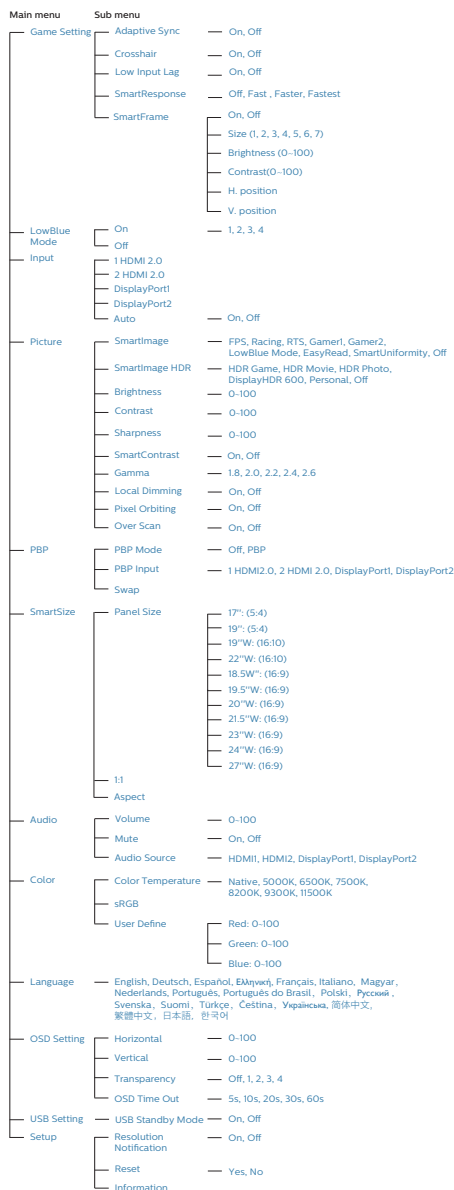 Main menu Sub menu
Game Setting Adaptive Sync On, Off
Crosshair On, Off
Low Input Lag On, Off
SmartResponse Off, Fast , Faster, Fastest
SmartFrame On, Off
Size (1, 2, 3, 4, 5, 6, 7)
Brightness (0~100)
Contrast(0~100)
H. position
V. position
LowBlue
Mode
On 1, 2, 3, 4
Off
Input 1 HDMI 2.0
2 HDMI 2.0
DisplayPort1
DisplayPort2
Auto On, Off
Picture SmartImage FPS, Racing, RTS, Gamer1, Gamer2,
LowBlue Mode, EasyRead, SmartUniformity, Off
SmartImage HDR HDR Game, HDR Movie, HDR Photo,
DisplayHDR 600, Personal, Off
Brightness 0-100
Contrast 0-100
Sharpness 0-100
SmartContrast On, Off
Gamma 1.8, 2.0, 2.2, 2.4, 2.6
Local Dimming On, Off
Pixel Orbiting On, Off
Over Scan On, Off
PBP PBP Mode Off, PBP
PBP Input 1 HDMI2.0, 2 HDMI 2.0, DisplayPort1, DisplayPort2
Swap
SmartSize Panel Size 17": (5:4)
19": (5:4)
19"W: (16:10)
22"W: (16:10)
18.5W": (16:9)
19.5"W: (16:9)
20"W: (16:9)
21.5"W: (16:9)
23"W: (16:9)
24"W: (16:9)
27"W: (16:9)
1:1
Aspect
Audio Volume 0-100
Mute On, Off
Audio Source HDMI1, HDMI2, DisplayPort1, DisplayPort2
Color Color Temperature Native, 5000K, 6500K, 7500K,
8200K, 9300K, 11500K
sRGB
User Define Red: 0-100
Green: 0-100
Blue: 0-100
Language English, Deutsch, Español, Ελληνική, Français, Italiano, Magyar,
Nederlands, Português, Português do Brasil, Polski, Русский ,
Svenska, Suomi, Türkçe, Čeština, Українська, 简体中文,
繁體中文, 日本語, 한국어
OSD Setting Horizontal 0-100
Vertical 0-100
Transparency Off, 1, 2, 3, 4
OSD Time Out 5s, 10s, 20s, 30s, 60s
USB Setting USB Standby Mode On, Off
Setup Resolution
Notification
On, Off
Reset Yes, No
Information